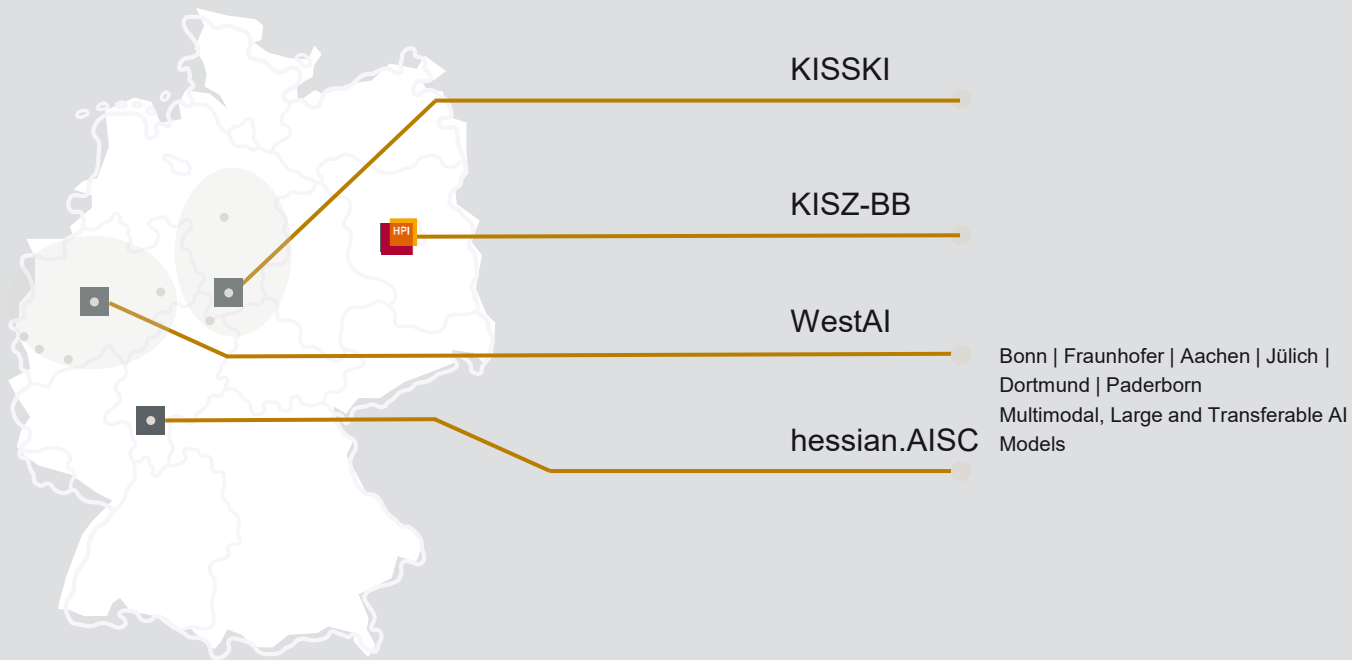 KISSKI
HPI
KISZ-BB
WestAI
Bonn | Fraunhofer | Aachen | Jülich |
Dortmund | Paderborn
Multimodal, Large and Transferable AI
Models
hessian.AISC